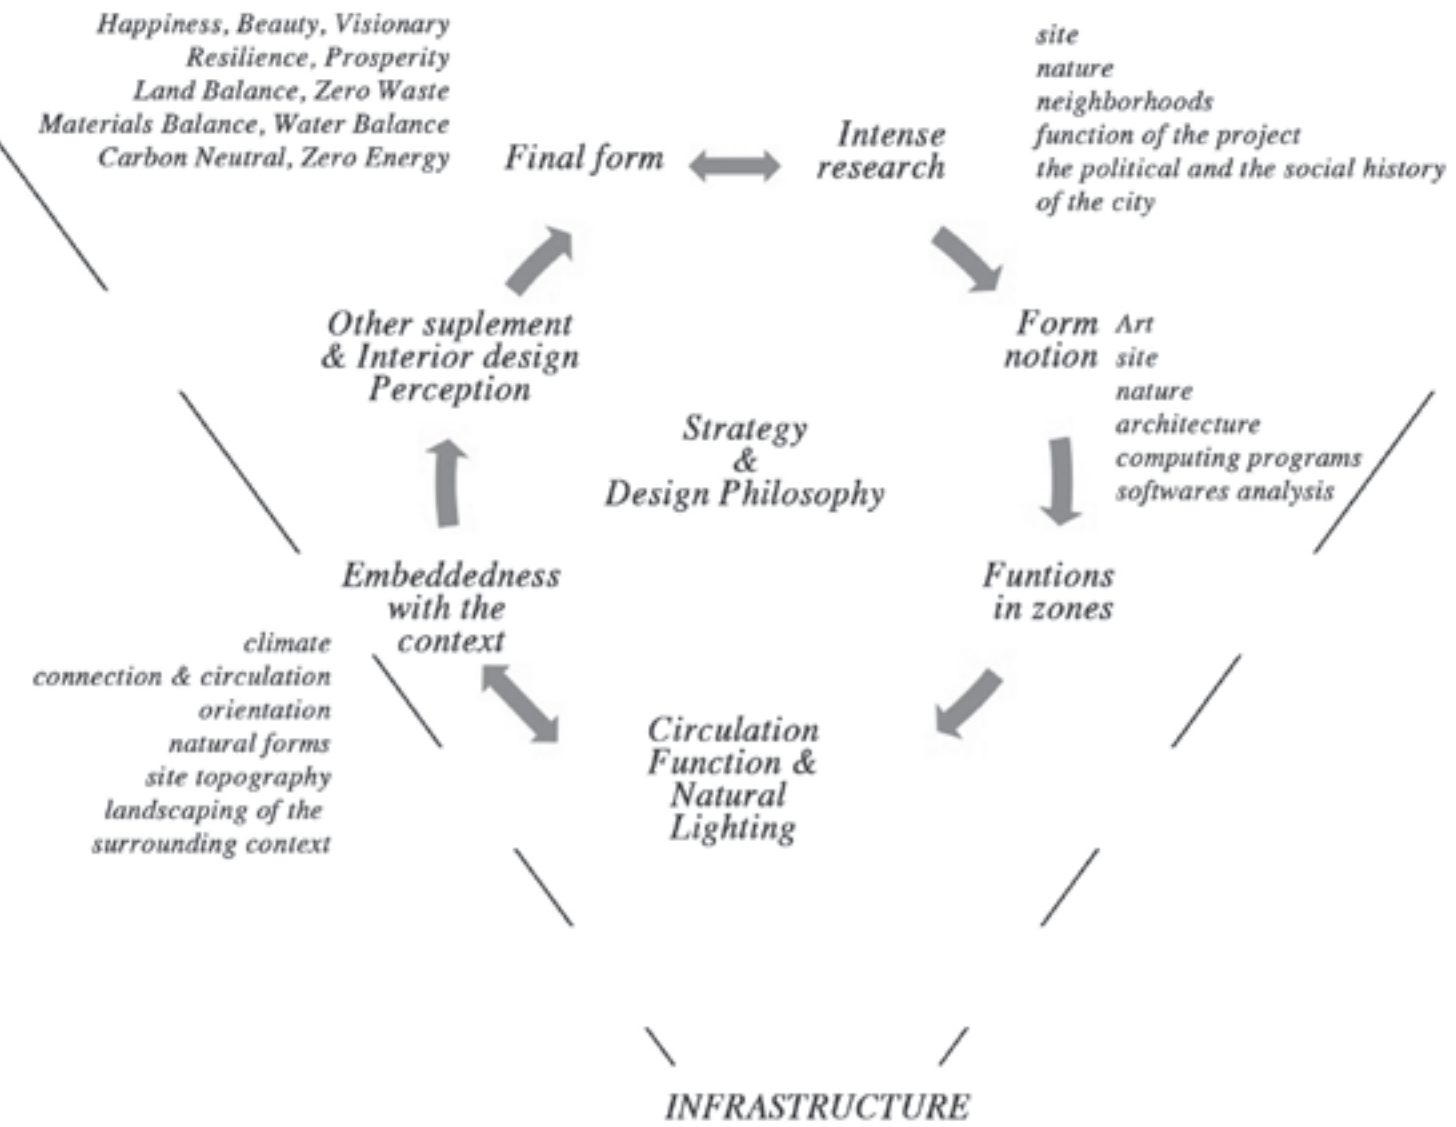 Happiness, Beauty, Visionary
Resilience, Prosperity
Land Balance, Zero Waste
Materials Balance, Water Balance
Carbon Neutral, Zero Energy
Final form
Intense
research
site
nature
neighborhoods
function of the project
the political and the social history
of the city
Form
notion
Art
site
nature
architecture
computing programs
softwares analysis
Other suplement
& Interior design
Perception
Strategy
&
Design Philosophy
Embeddedness
with the
context
Funtions
in zones
climate
connection & circulation
orientation
natural forms
site topography
landscaping of the
surrounding context
Circulation
Function &
Natural
Lighting
INFRASTRUCTURE